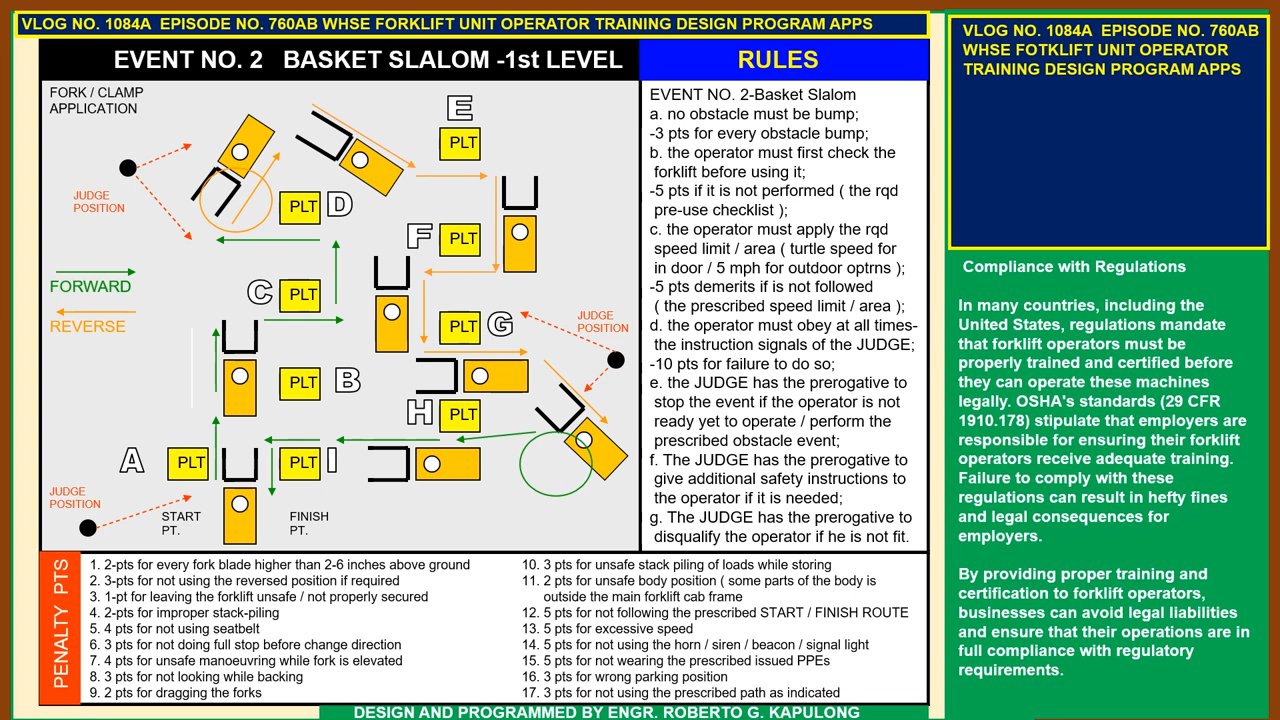 VLOG NO. 1084A  EPISODE NO. 760AB WHSE FORKLIFT UNIT OPERATOR TRAINING DESIGN PROGRAM APPS
EVENT NO. 2   BASKET SLALOM -1st LEVEL
FORK / CLAMP
APPLICATION
E
PLT
JUDGE
POSITION
PLT
D
F
PLT
FORWARD
C
PLT
REVERSE
PLT
G
JUDGE
POSITION
PLT
B
H
PLT
A
PLT
PLT
I
JUDGE
POSITION
START
PT.
FINISH
PT.
RULES
EVENT NO. 2-Basket Slalom
a. no obstacle must be bump;
-3 pts for every obstacle bump;
b. the operator must first check the
forklift before using it;
-5 pts if it is not performed ( the rqd
pre-use checklist );
c. the operator must apply the rqd
speed limit / area ( turtle speed for
in door / 5 mph for outdoor optrns );
-5 pts demerits if is not followed
( the prescribed speed limit / area );
d. the operator must obey at all times-
the instruction signals of the JUDGE;
-10 pts for failure to do so;
e. the JUDGE has the prerogative to
stop the event if the operator is not
ready yet to operate / perform the
prescribed obstacle event;
f. The JUDGE has the prerogative to
give additional safety instructions to
the operator if it is needed;
g. The JUDGE has the prerogative to
disqualify the operator if he is not fit.
PENALTY PTS
1. 2-pts for every fork blade higher than 2-6 inches above ground
2. 3-pts for not using the reversed position if required
3. 1-pt for leaving the forklift unsafe / not properly secured
4. 2-pts for improper stack-piling
5. 4 pts for not using seatbelt
6. 3 pts for not doing full stop before change direction
7. 4 pts for unsafe manoeuvring while fork is elevated
8. 3 pts for not looking while backing
9. 2 pts for dragging the forks
10. 3 pts for unsafe stack piling of loads while storing
11. 2 pts for unsafe body position ( some parts of the body is
outside the main forklift cab frame
12. 5 pts for not following the prescribed START / FINISH ROUTE
13. 5 pts for excessive speed
14. 5 pts for not using the horn / siren / beacon / signal light
15. 5 pts for not wearing the prescribed issued PPEs
16. 3 pts for wrong parking position
17. 3 pts for not using the prescribed path as indicated
DESIGN AND PROGRAMMED BY ENGR. ROBERTO G. KAPULONG
VLOG NO. 1084A  EPISODE NO. 760AB
WHSE FOTKLIFT UNIT OPERATOR
TRAINING DESIGN PROGRAM APPS
Compliance with Regulations
In many countries, including the
United States, regulations mandate
that forklift operators must be
properly trained and certified before
they can operate these machines
legally. OSHA's standards (29 CFR
1910.178) stipulate that employers are
responsible for ensuring their forklift
operators receive adequate training.
Failure to comply with these
regulations can result in hefty fines
and legal consequences for
employers.
By providing proper training and
certification to forklift operators,
businesses can avoid legal liabilities
and ensure that their operations are in
full compliance with regulatory
requirements.